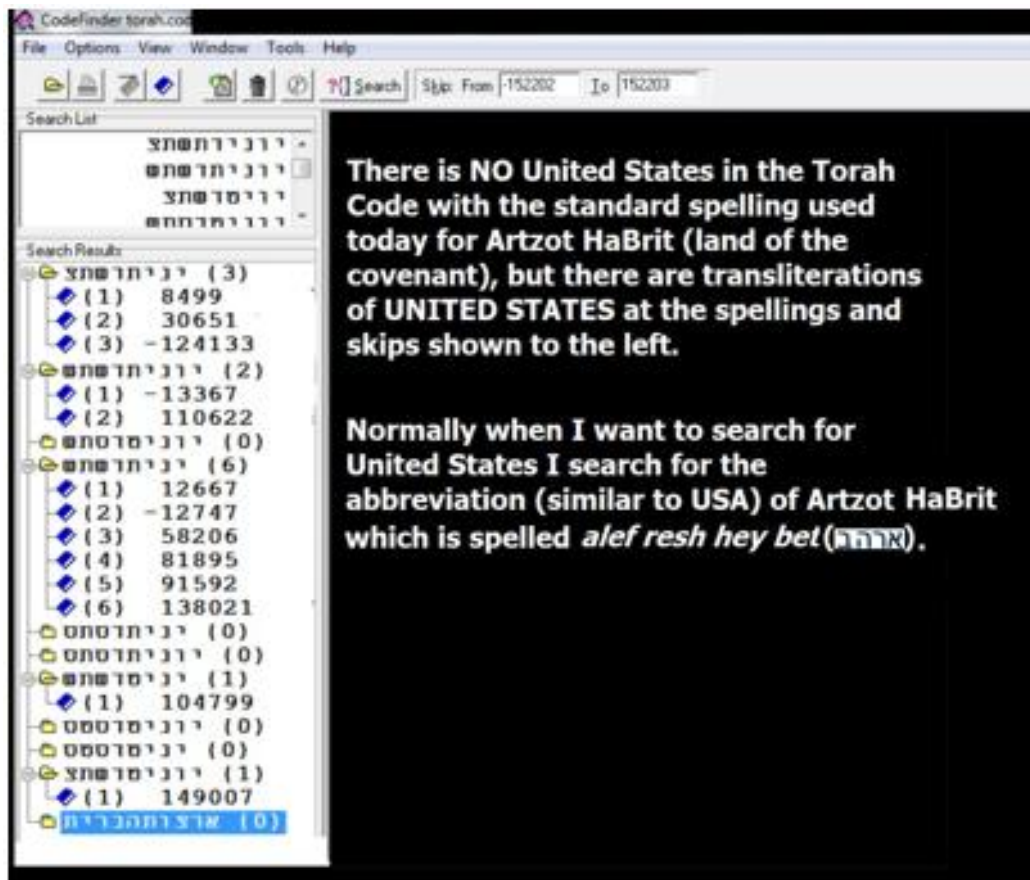 CodeFinder torah.cod
File Options View Window Tools Help
?{} Search Skip: From -152202 To 152203
Search List
Search Results
(3)
(1) 8499
(2) 30651
(3) -124133
(2)
(1) -13367
(2) 110622
(0)
(6)
(1) 12667
(2) -12747
(3) 58206
(4) 81895
(5) 91592
(6) 138021
(0)
(0)
(1)
(1) 104799
(0)
(0)
(1)
(1) 149007
ארצותהברית (0)
There is NO United States in the Torah
Code with the standard spelling used
today for Artzot HaBrit (land of the
covenant), but there are transliterations
of UNITED STATES at the spellings and
skips shown to the left.
Normally when I want to search for
United States I search for the
abbreviation (similar to USA) of Artzot HaBrit
which is spelled alef resh hey bet (ארהב).